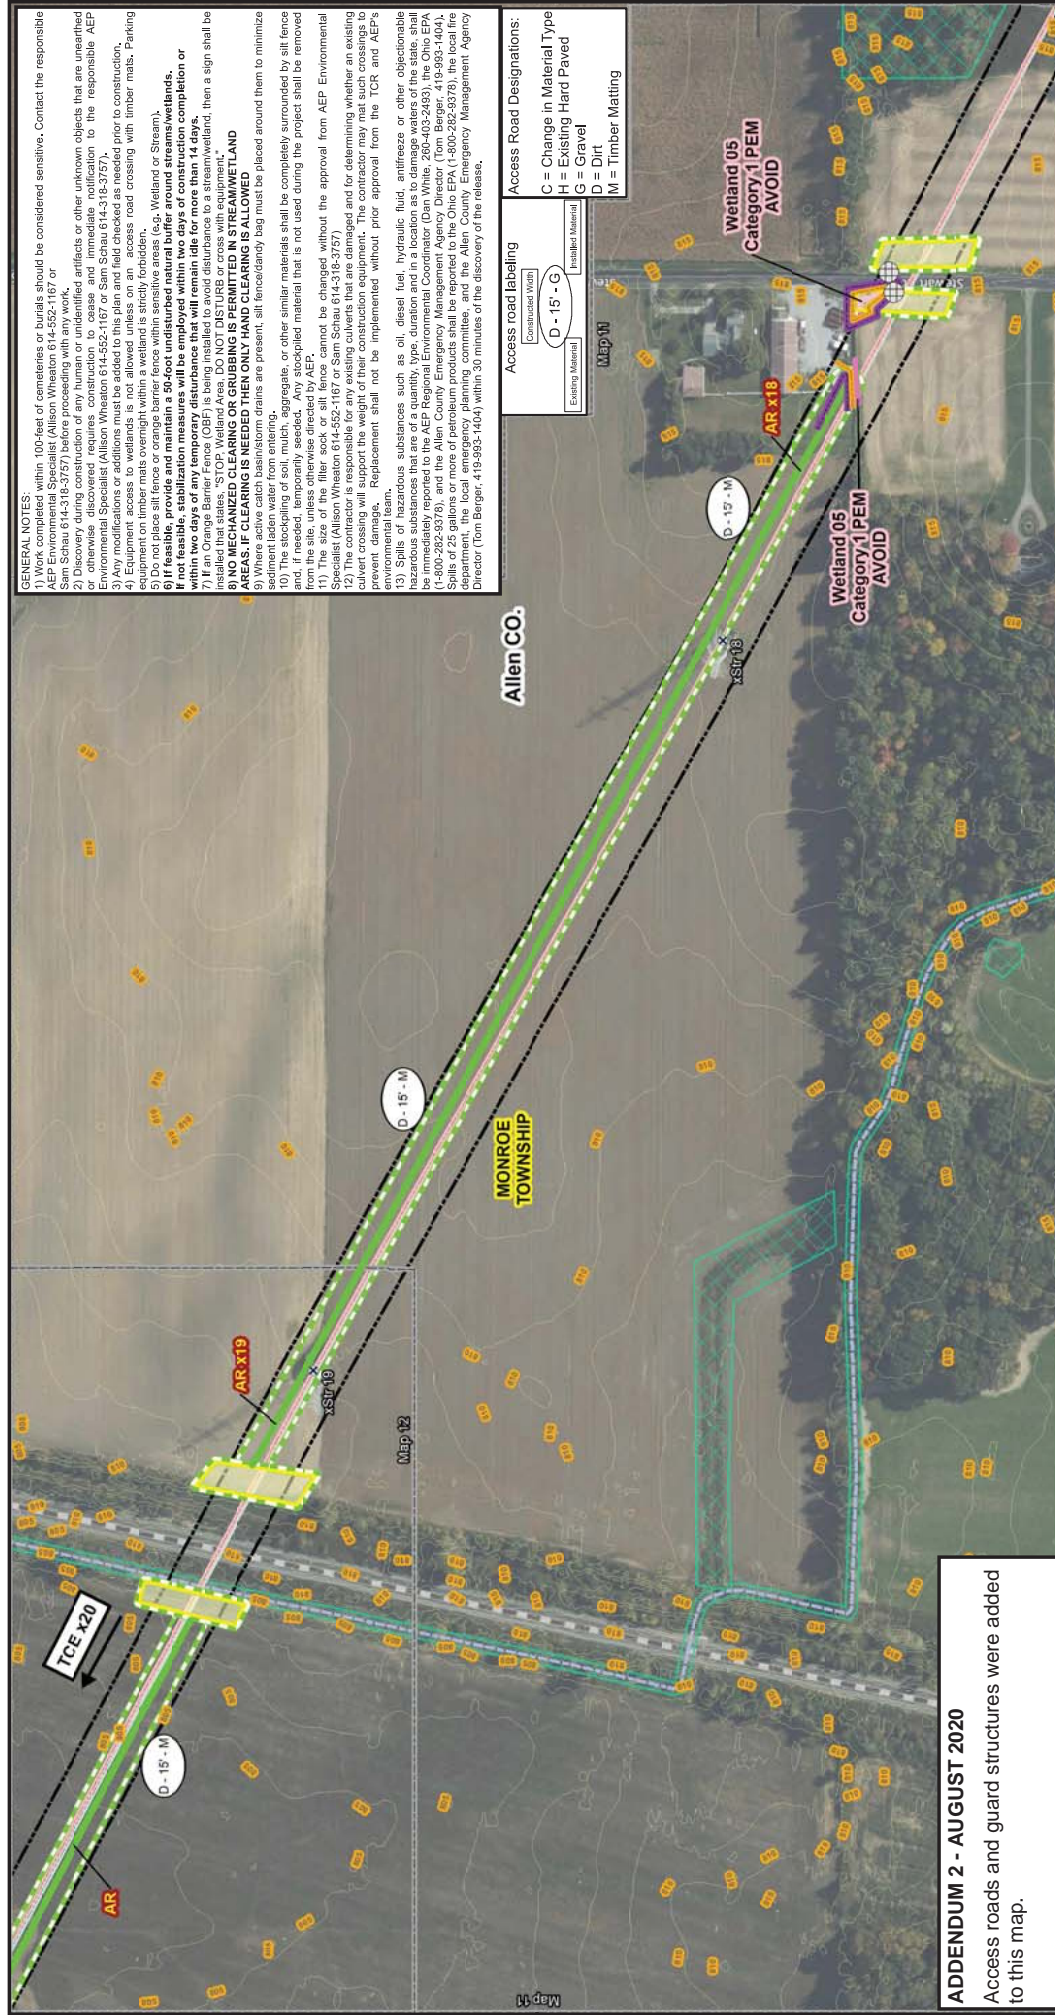 GENERAL NOTES:
1) Work completed within 100-feet of cemeteries or burials should be considered sensitive. Contact the responsible
AEP Environmental Specialist (Allison Wheaton 614-552-1167 or
Sam Schau 614-318-3757) before proceeding with any work.
2) Discovery during construction of any human or unidentified artifacts or other unknown objects that are unearthed
or otherwise discovered requires construction to cease and immediate notification to the responsible AEP
Environmental Specialist (Allison Wheaton 614-552-1167 or Sam Schau 614-318-3757).
3) Any modifications or additions must be added to this plan and field checked as needed prior to construction.
4) Equipment access to wetlands is not allowed unless on an access road crossing with timber mats. Parking
equipment on timber mats overnight within a wetland is strictly forbidden.
5) Do not place silt fence or orange barrier fence within sensitive areas (e.g. Wetland or Stream).
6) If feasible, provide and maintain a 50-foot undisturbed natural buffer around streams/wetlands.
If not feasible, stabilization measures will be employed within two days of construction completion or
within two days of any temporary disturbance that will remain idle for more than 14 days.
7) If an Orange Barrier Fence (OBF) is being installed to avoid disturbance to a stream/wetland, then a sign shall be
installed that states, "STOP, Wetland Area, DO NOT DISTURB or cross with equipment."
8) NO MECHANIZED CLEARING OR GRUBBING IS PERMITTED IN STREAM/WETLAND
AREAS. IF CLEARING IS NEEDED THEN ONLY HAND CLEARING IS ALLOWED
9) Where active catch basin/storm drains are present, silt fence/dandy bag must be placed around them to minimize
sediment laden water from entering.
10) The stockpiling of soil, mulch, aggregate, or other similar materials shall be completely surrounded by silt fence
and, if needed, temporarily seeded. Any stockpiled material that is not used during the project shall be removed
from the site, unless otherwise directed by AEP.
11) The size of the filter sock or silt fence cannot be changed without the approval from AEP Environmental
Specialist (Allison Wheaton 614-552-1167 or Sam Schau 614-318-3757)
12) The contractor is responsible for any existing culverts that are damaged and for determining whether an existing
culvert crossing will support the weight of their construction equipment. The contractor may mat such crossings to
prevent damage. Replacement shall not be implemented without prior approval from the TCR and AEP's
environmental team.
13) Spills of hazardous substances such as oil, diesel fuel, hydraulic fluid, antifreeze or other objectionable
hazardous substances that are of a quantity, type, duration and in a location as to damage waters of the state, shall
be immediately reported to the AEP Regional Environmental Coordinator (Dan White, 260-403-2493), the Ohio EPA
(1-800-282-9378), and the Allen County Emergency Management Agency Director (Tom Berger, 419-993-1404).
Spills of 25 gallons or more of petroleum products shall be reported to the Ohio EPA (1-800-282-9378), the local fire
department, the local emergency planning committee, and the Allen County Emergency Management Agency
Director (Tom Berger, 419-993-1404) within 30 minutes of the discovery of the release.
Access road labeling
Constructed Width
D - 15' - G
Existing Material
Installed Material
Access Road Designations:
C = Change in Material Type
H = Existing Hard Paved
G = Gravel
D = Dirt
M = Timber Matting
Map 11
Allen CO.
Wetland 05
Category 1 PEM
AVOID
AR x18
D - 15' - M
Wetland 05
Category 1 PEM
AVOID
xStr 18
D - 15' - M
MONROE
TOWNSHIP
AR x19
xStr 19
Map 12
TCE x20
D - 15' - M
AR
Map 11
ADDENDUM 2 - AUGUST 2020
Access roads and guard structures were added
to this map.